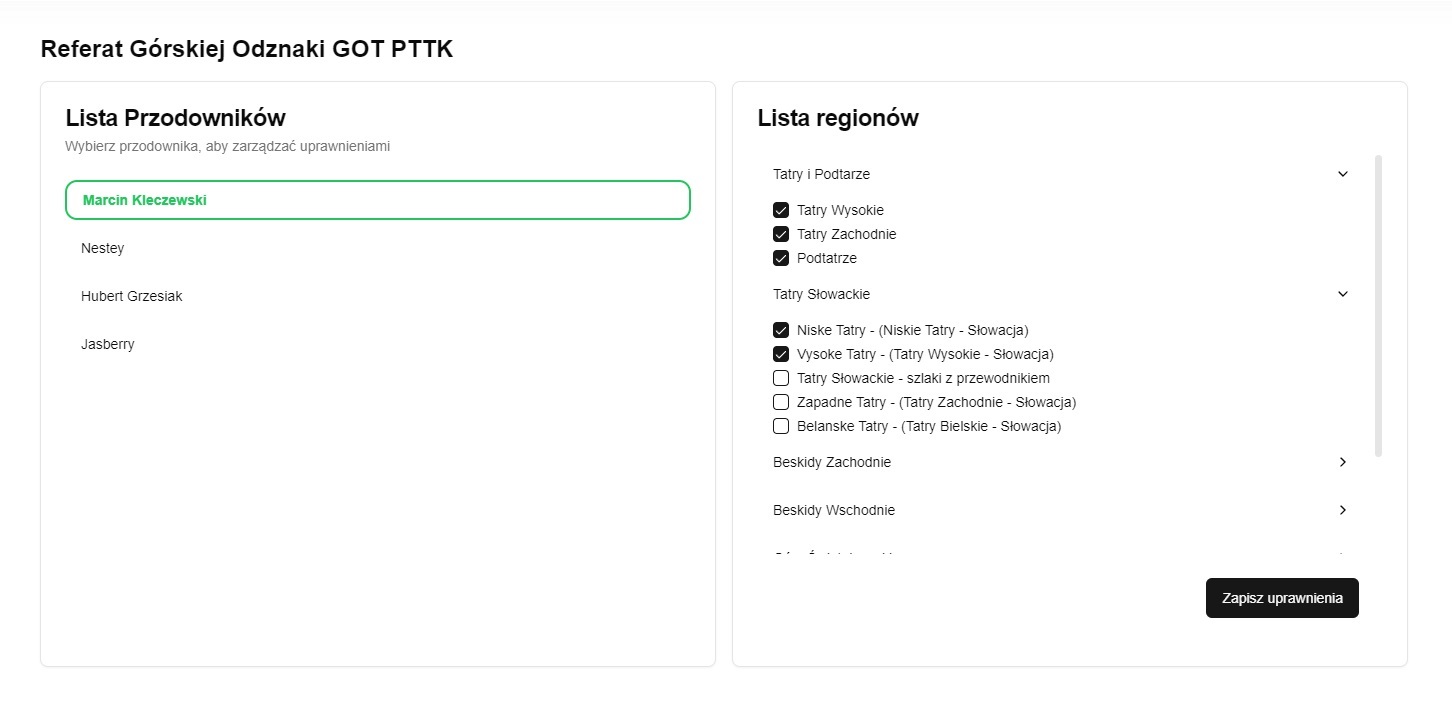 Referat Górskiej Odznaki GOT PTTK
Lista Przodowników
Wybierz przodownika, aby zarządzać uprawnieniami
Marcin Kleczewski
Nestey
Hubert Grzesiak
Jasberry
Lista regionów
Tatry i Podtarze
Tatry Wysokie
Tatry Zachodnie
Podtatrze
Tatry Słowackie
Niske Tatry - (Niskie Tatry - Słowacja)
Vysoke Tatry - (Tatry Wysokie - Słowacja)
Tatry Słowackie - szlaki z przewodnikiem
Zapadne Tatry - (Tatry Zachodnie - Słowacja)
Belanske Tatry - (Tatry Bielskie - Słowacja)
Beskidy Zachodnie
Beskidy Wschodnie
Zapisz uprawnienia